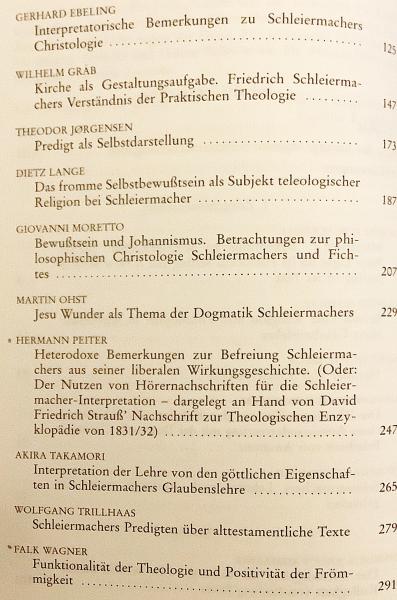 GERHARD EBELING
Interpretatorische Bemerkungen zu Schleiermachers
Christologie ........................................ 125
WILHELM GRÄB
Kirche als Gestaltungsaufgabe. Friedrich Schleierma-
chers Verständnis der Praktischen Theologie ......... 147
THEODOR JØRGENSEN
Predigt als Selbstdarstellung ........................ 173
DIETZ LANGE
Das fromme Selbstbewußtsein als Subjekt teleologischer
Religion bei Schleiermacher ......................... 187
GIOVANNI MORETTO
Bewußtsein und Johannismus. Betrachtungen zur phi-
losophischen Christologie Schleiermachers und Fich-
tes ................................................ 207
MARTIN OHST
Jesu Wunder als Thema der Dogmatik Schleiermachers 229
* HERMANN PEITER
Heterodoxe Bemerkungen zur Befreiung Schleierma-
chers aus seiner liberalen Wirkungsgeschichte. (Oder:
Der Nutzen von Hörernachschriften für die Schleier-
macher-Interpretation – dargelegt an Hand von David
Friedrich Strauß' Nachschrift zur Theologischen Enzy-
klopädie von 1831/32) ............................... 247
AKIRA TAKAMORI
Interpretation der Lehre von den göttlichen Eigenschaf-
ten in Schleiermachers Glaubenslehre ................ 265
WOLFGANG TRILLHAAS
Schleiermachers Predigten über alttestamentliche Texte 279
* FALK WAGNER
Funktionalität der Theologie und Positivität der Fröm-
migkeit ............................................. 291